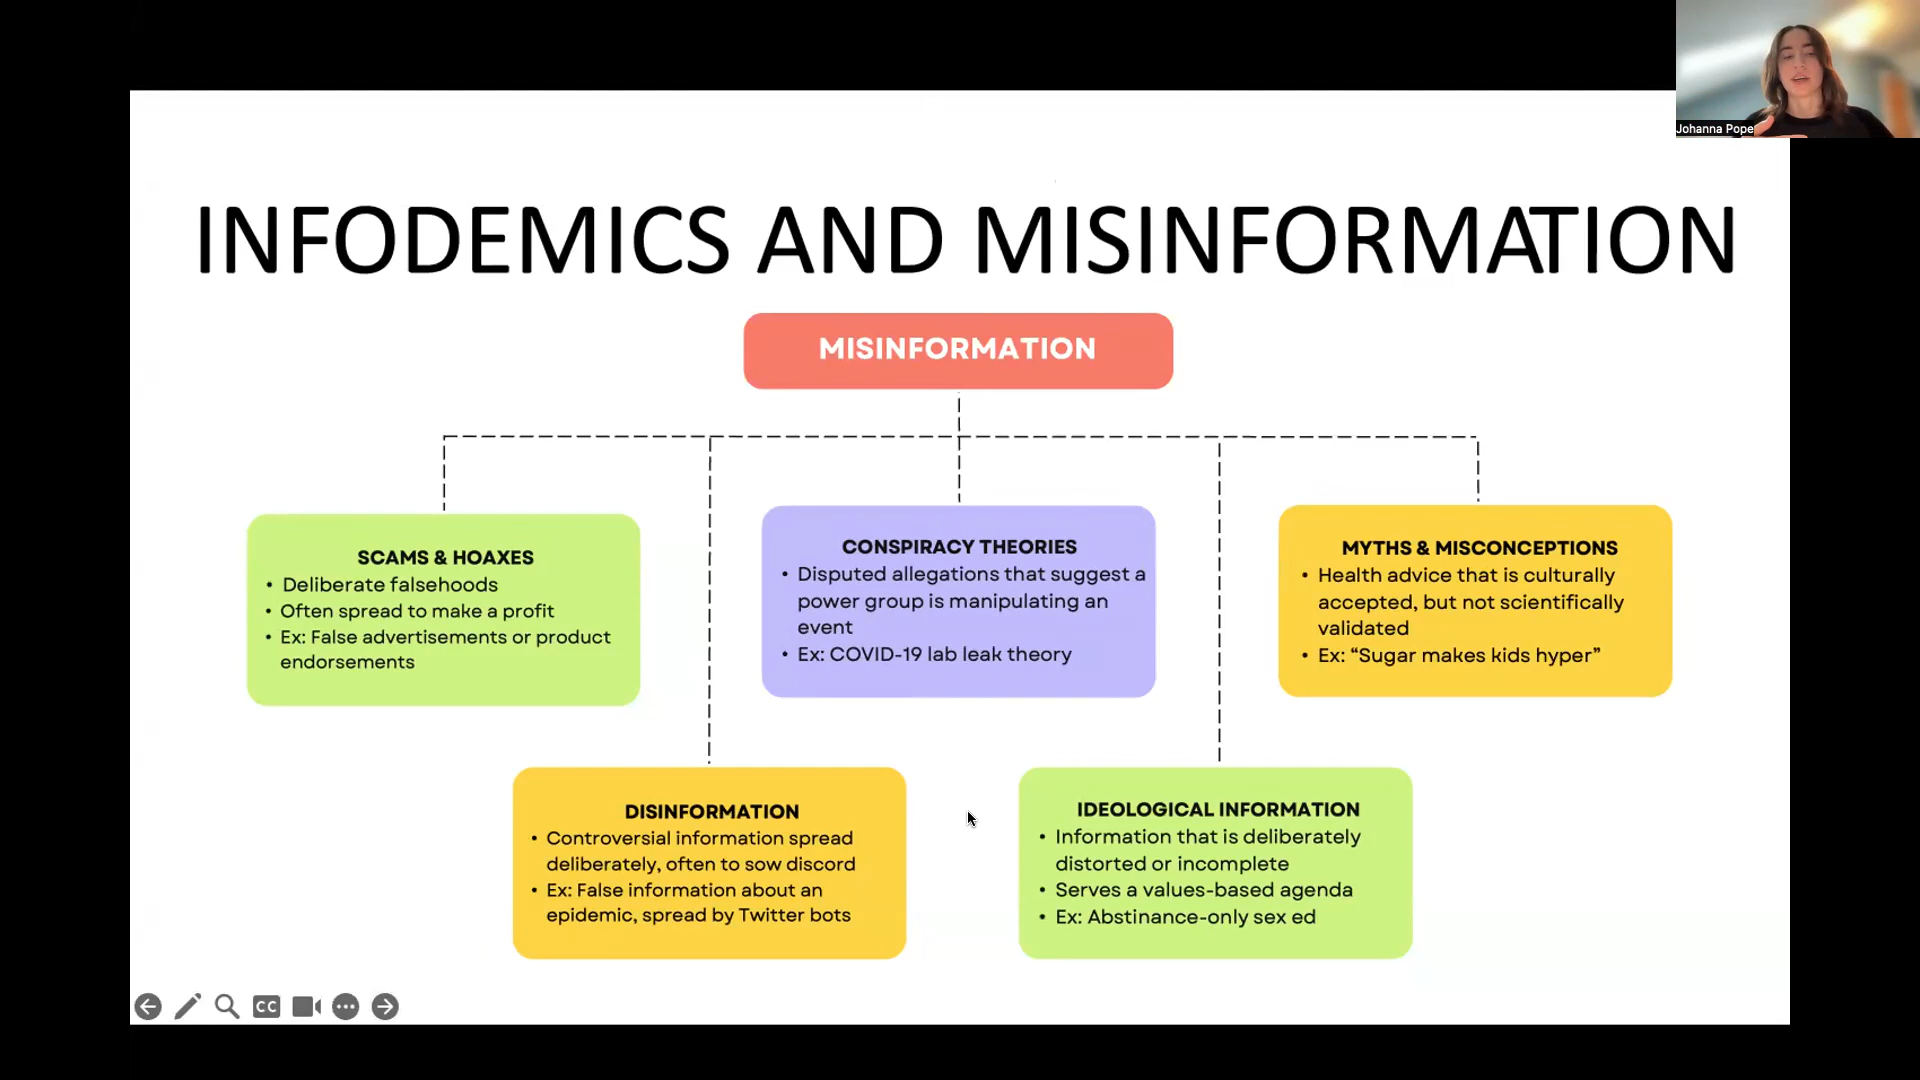 Johanna Pope
INFODEMICS AND MISINFORMATION
MISINFORMATION
SCAMS & HOAXES
• Deliberate falsehoods
• Often spread to make a profit
• Ex: False advertisements or product
endorsements
CONSPIRACY THEORIES
• Disputed allegations that suggest a
power group is manipulating an
event
• Ex: COVID-19 lab leak theory
MYTHS & MISCONCEPTIONS
• Health advice that is culturally
accepted, but not scientifically
validated
• Ex: “Sugar makes kids hyper”
DISINFORMATION
• Controversial information spread
deliberately, often to sow discord
• Ex: False information about an
epidemic, spread by Twitter bots
IDEOLOGICAL INFORMATION
• Information that is deliberately
distorted or incomplete
• Serves a values-based agenda
• Ex: Abstinance-only sex ed
CC